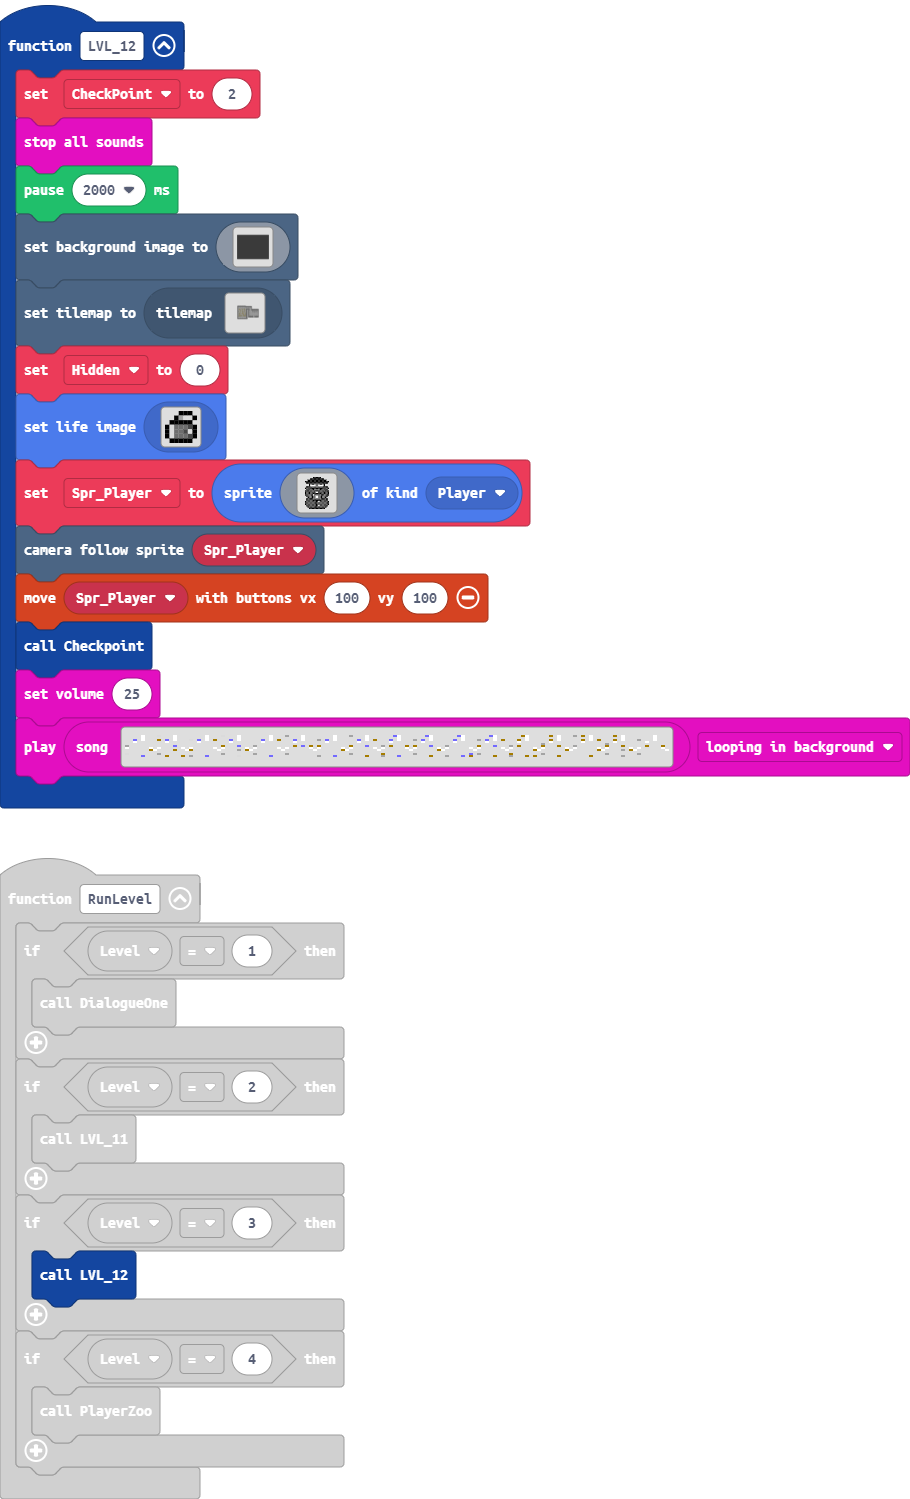 function LVL_12
set CheckPoint to 2
stop all sounds
pause 2000 ms
set background image to
set tilemap to tilemap
set Hidden to 0
set life image
set Spr_Player to sprite of kind Player
camera follow sprite Spr_Player
move Spr_Player with buttons vx 100 vy 100
call Checkpoint
set volume 25
play song looping in background
function RunLevel
if Level = 1 then
call DialogueOne
if Level = 2 then
call LVL_11
if Level = 3 then
call LVL_12
if Level = 4 then
call PlayerZoo